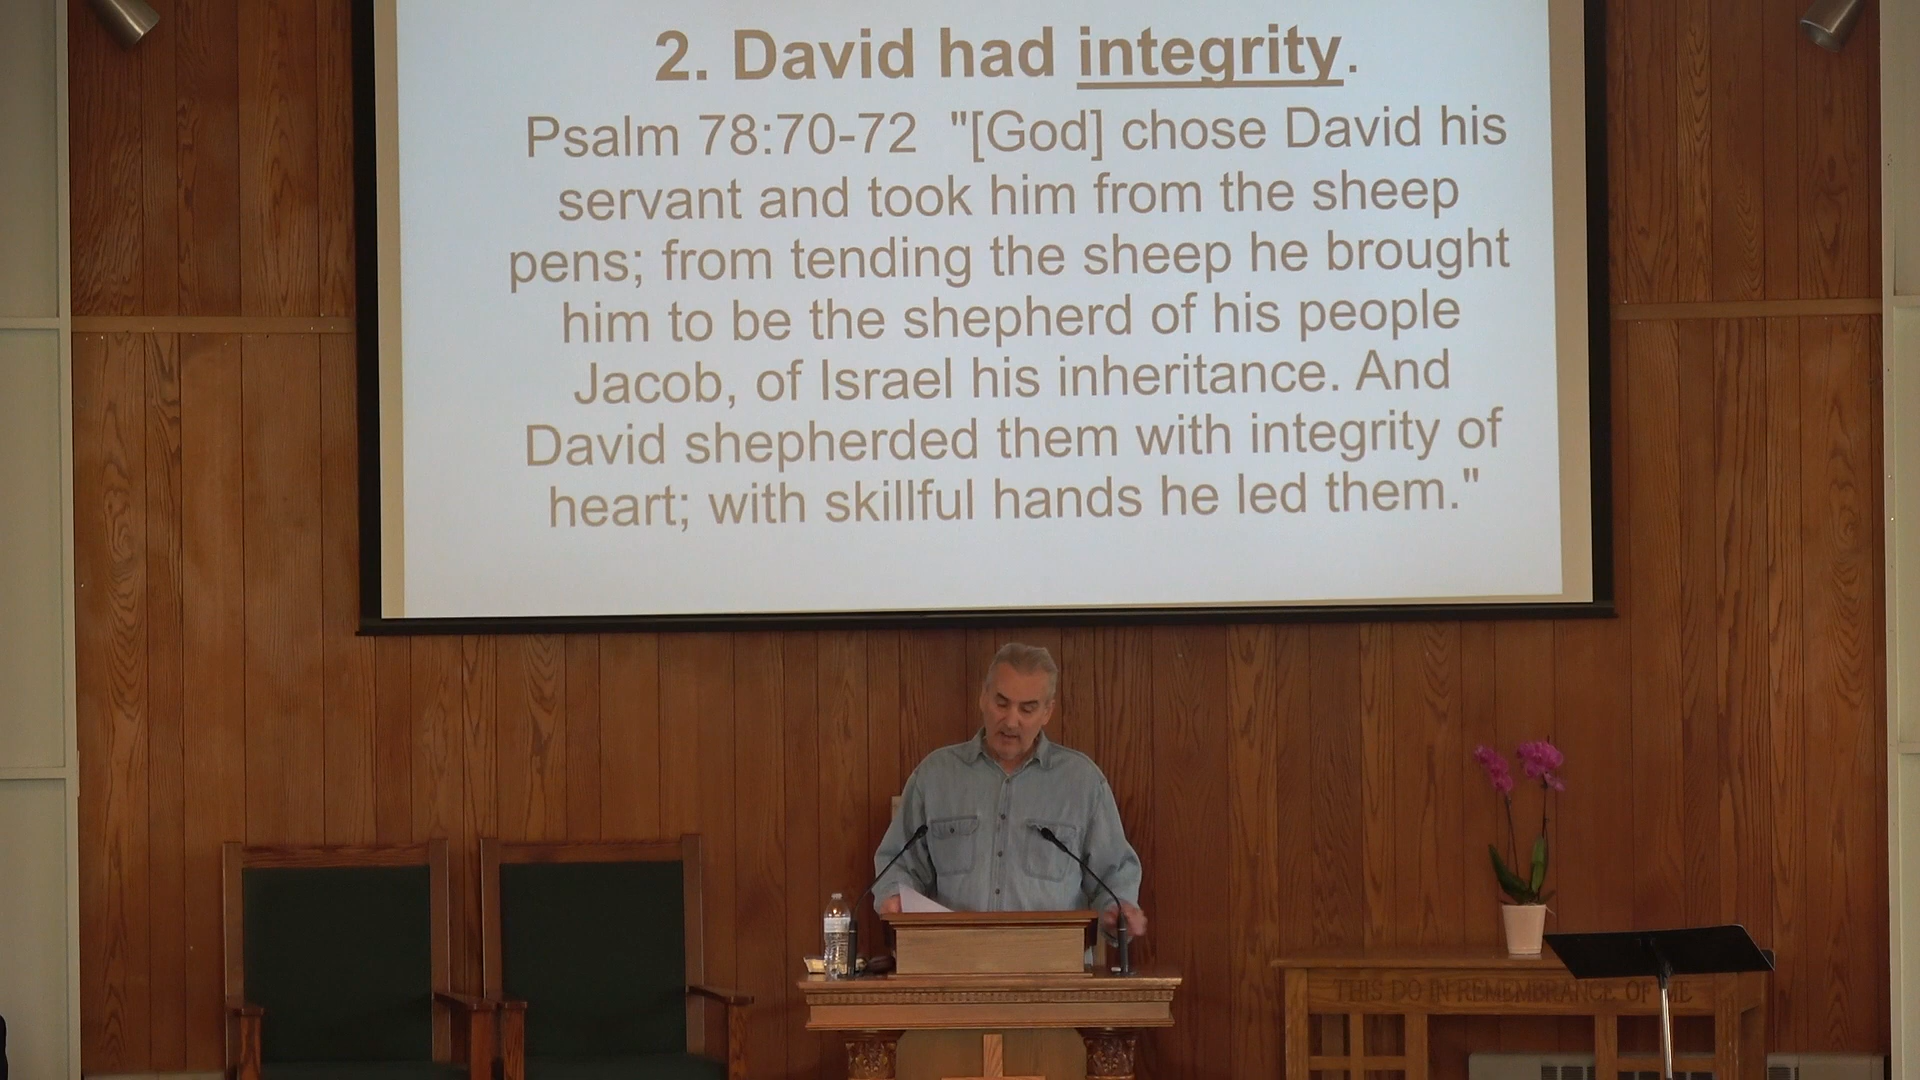 2. David had integrity.
Psalm 78:70-72 "[God] chose David his
servant and took him from the sheep
pens; from tending the sheep he brought
him to be the shepherd of his people
Jacob, of Israel his inheritance. And
David shepherded them with integrity of
heart; with skillful hands he led them."
THIS DO IN REMEMBRANCE OF ME